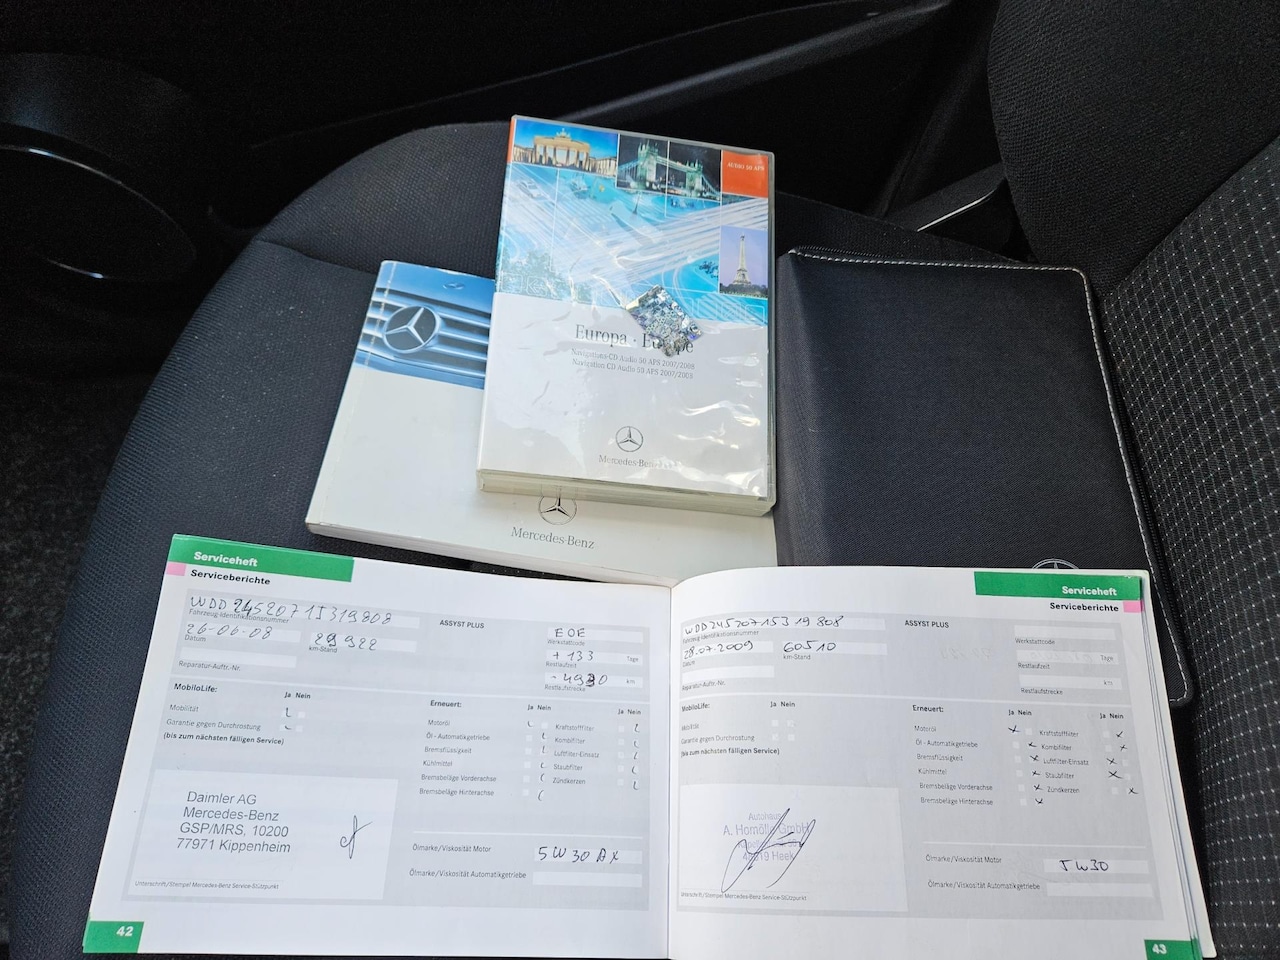 AUDIO 50 APS
Europa · Europe
Navigations-CD Audio 50 APS 2007/2008
Navigation CD Audio 50 APS 2007/2008
Mercedes-Benz
Mercedes-Benz
Serviceheft
Serviceberichte
WDD2452071J319808
Fahrzeug-Identifikationsnummer
26-06-08
Datum
29922
km-Stand
Reparatur-Auftr.-Nr.
ASSYST PLUS
EOE
Werkstattcode
+133 Tage
Restlaufzeit
-4930 km
Restlaufstrecke
MobiloLife:
Ja Nein
Mobilität
Garantie gegen Durchrostung
(bis zum nächsten fälligen Service)
Erneuert:
Ja Nein
Ja Nein
Motoröl
Kraftstofffilter
Öl - Automatikgetriebe
Kombifilter
Bremsflüssigkeit
Luftfilter-Einsatz
Kühlmittel
Staubfilter
Bremsbeläge Vorderachse
Zündkerzen
Bremsbeläge Hinterachse
Daimler AG
Mercedes-Benz
GSP/MRS, 10200
77971 Kippenheim
Unterschrift/Stempel Mercedes-Benz Service-Stützpunkt
Ölmarke/Viskosität Motor
5W30
Ölmarke/Viskosität Automatikgetriebe
42
Serviceheft
Serviceberichte
WDD2452071J319808
Fahrzeug-Identifikationsnummer
28.07.2009
Datum
60510
km-Stand
Reparatur-Auftr.-Nr.
ASSYST PLUS
Werkstattcode
Tage
Restlaufzeit
km
Restlaufstrecke
MobiloLife:
Ja Nein
Mobilität
Garantie gegen Durchrostung
(bis zum nächsten fälligen Service)
Erneuert:
Ja Nein
Ja Nein
Motoröl
Kraftstofffilter
Öl - Automatikgetriebe
Kombifilter
Bremsflüssigkeit
Luftfilter-Einsatz
Kühlmittel
Staubfilter
Bremsbeläge Vorderachse
Zündkerzen
Bremsbeläge Hinterachse
Autohaus
A. Homölle GmbH
Heek
Unterschrift/Stempel Mercedes-Benz Service-Stützpunkt
Ölmarke/Viskosität Motor
5W30
Ölmarke/Viskosität Automatikgetriebe
43